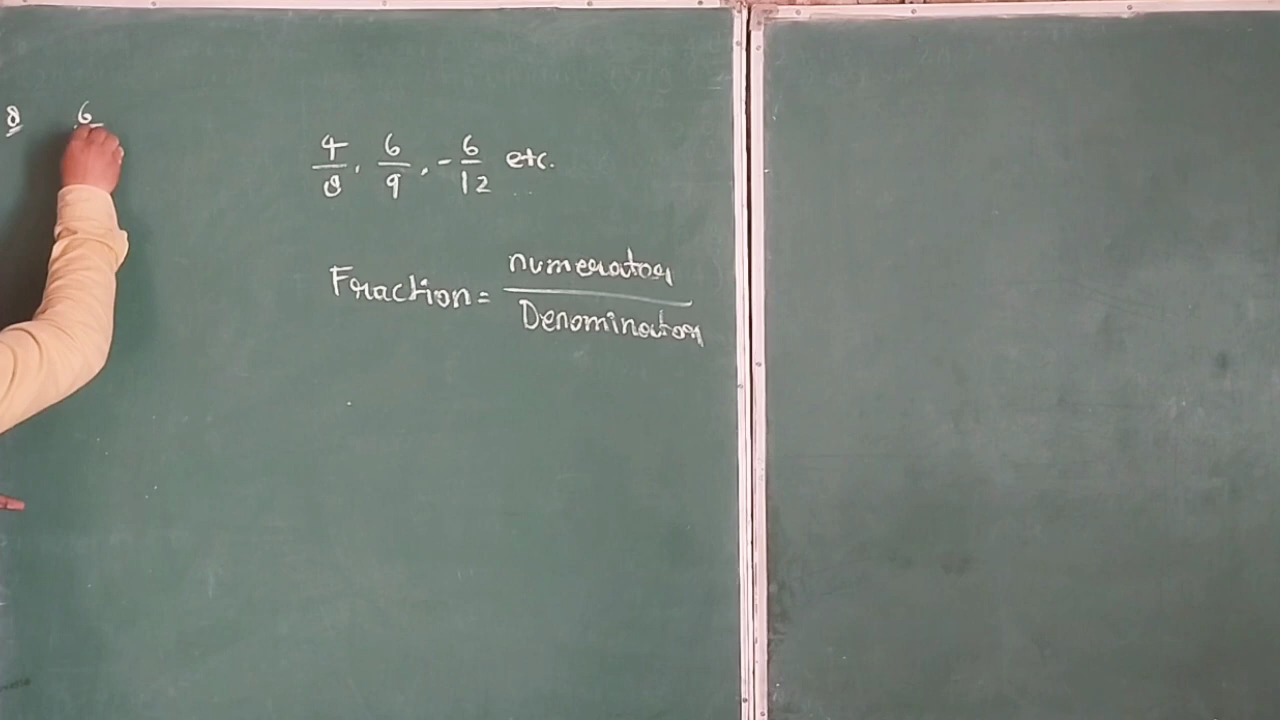 8 6
4/8, 6/9, -6/12 etc.
Fraction = numerator/Denominator